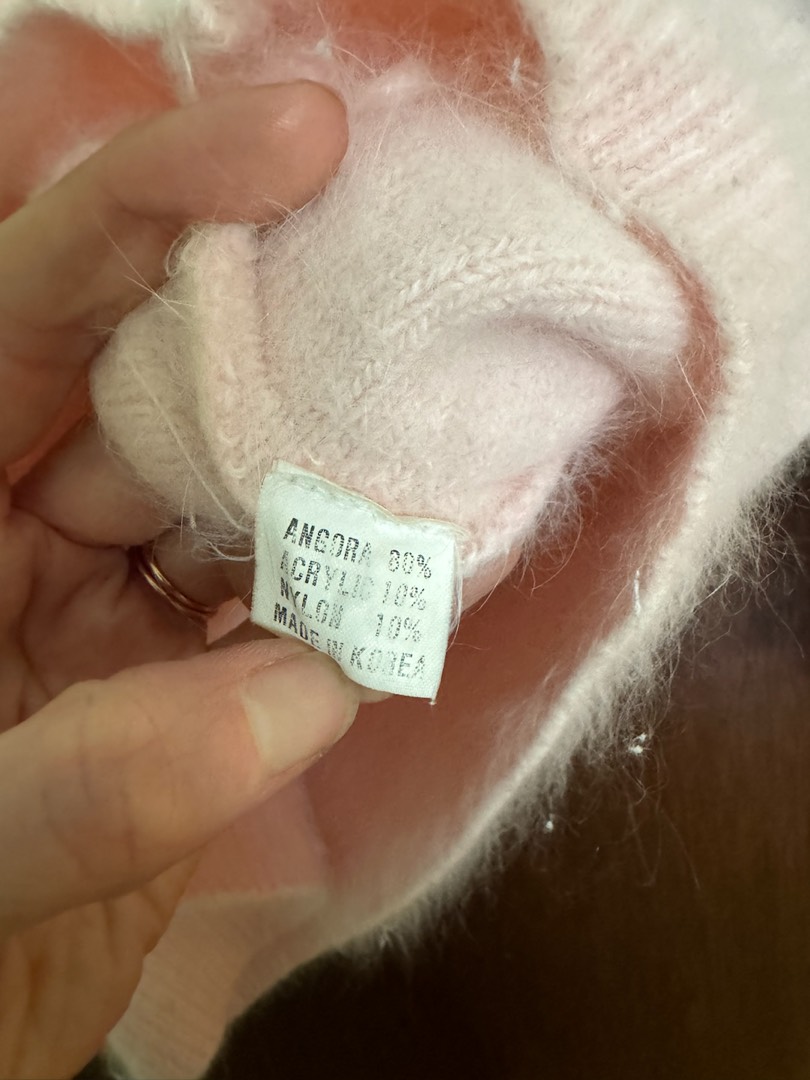 ANGORA 80%
ACRYLIC 10%
NYLON 10%
MADE IN KOREA